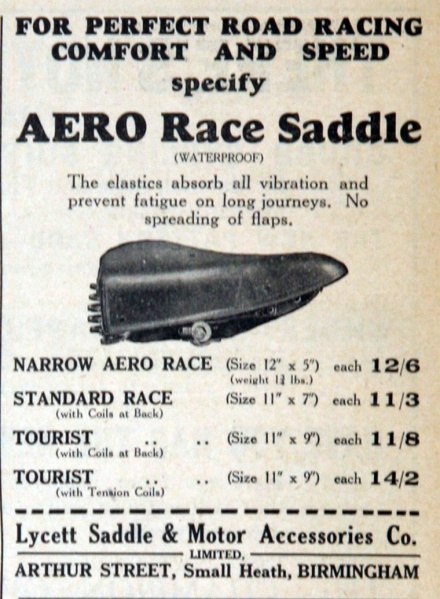 FOR PERFECT ROAD RACING
COMFORT AND SPEED
specify
AERO Race Saddle
(WATERPROOF)
The elastics absorb all vibration and
prevent fatigue on long journeys. No
spreading of flaps.
NARROW AERO RACE (Size 12" x 5") each 12/6
(weight 1¾ lbs.)
STANDARD RACE (Size 11" x 7") each 11/3
(with Coils at Back)
TOURIST .. .. (Size 11" x 9") each 11/8
(with Coils at Back)
TOURIST .. .. (Size 11" x 9") each 14/2
(with Tension Coils)
Lycett Saddle & Motor Accessories Co.
LIMITED,
ARTHUR STREET, Small Heath, BIRMINGHAM